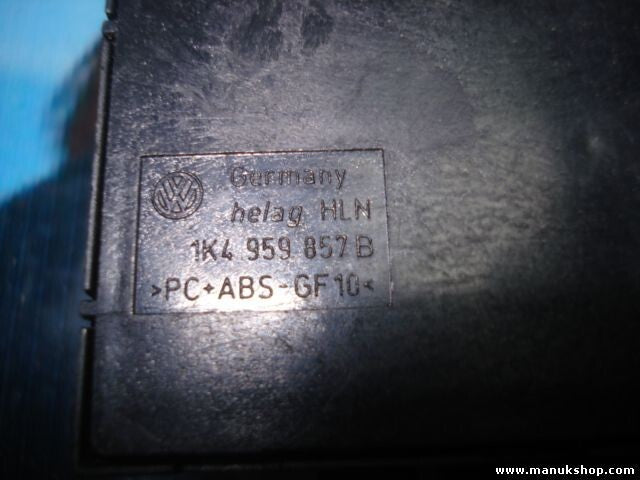 Germany
helag HLN
1K4 959 857 B
>PC+ABS-GF10<
www.manukshop.com